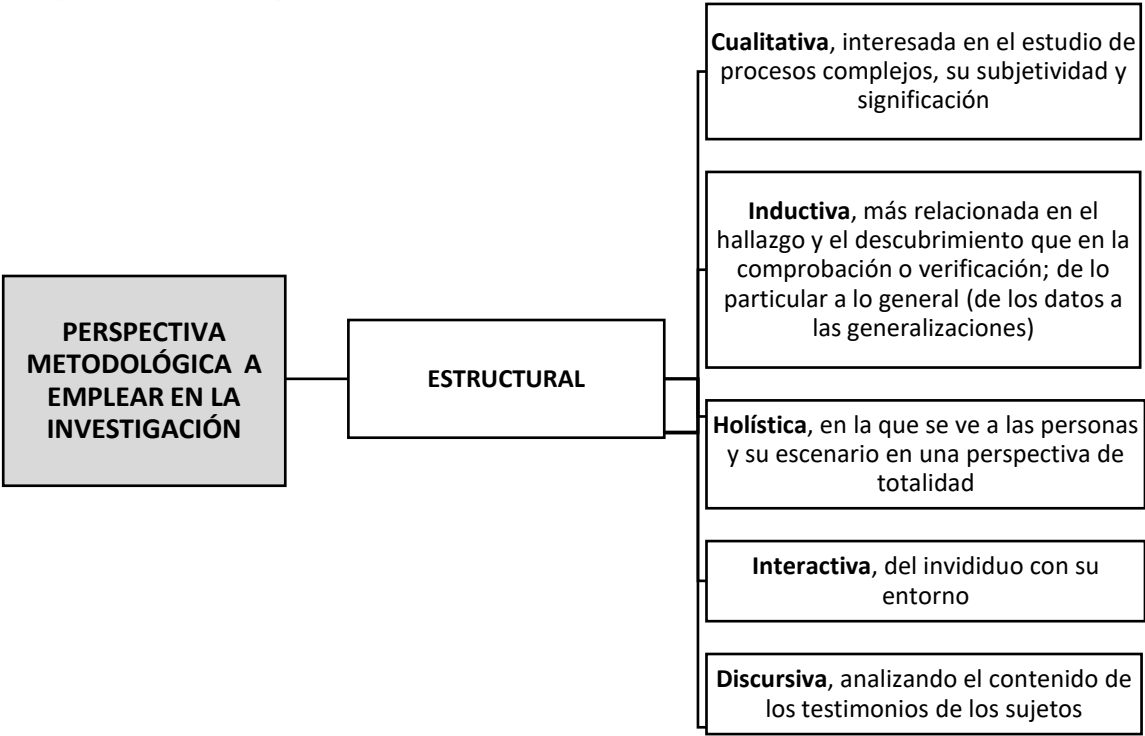 PERSPECTIVA
METODOLÓGICA A
EMPLEAR EN LA
INVESTIGACIÓN
ESTRUCTURAL
Cualitativa, interesada en el estudio de
procesos complejos, su subjetividad y
significación
Inductiva, más relacionada en el
hallazgo y el descubrimiento que en la
comprobación o verificación; de lo
particular a lo general (de los datos a
las generalizaciones)
Holística, en la que se ve a las personas
y su escenario en una perspectiva de
totalidad
Interactiva, del invididuo con su
entorno
Discursiva, analizando el contenido de
los testimonios de los sujetos